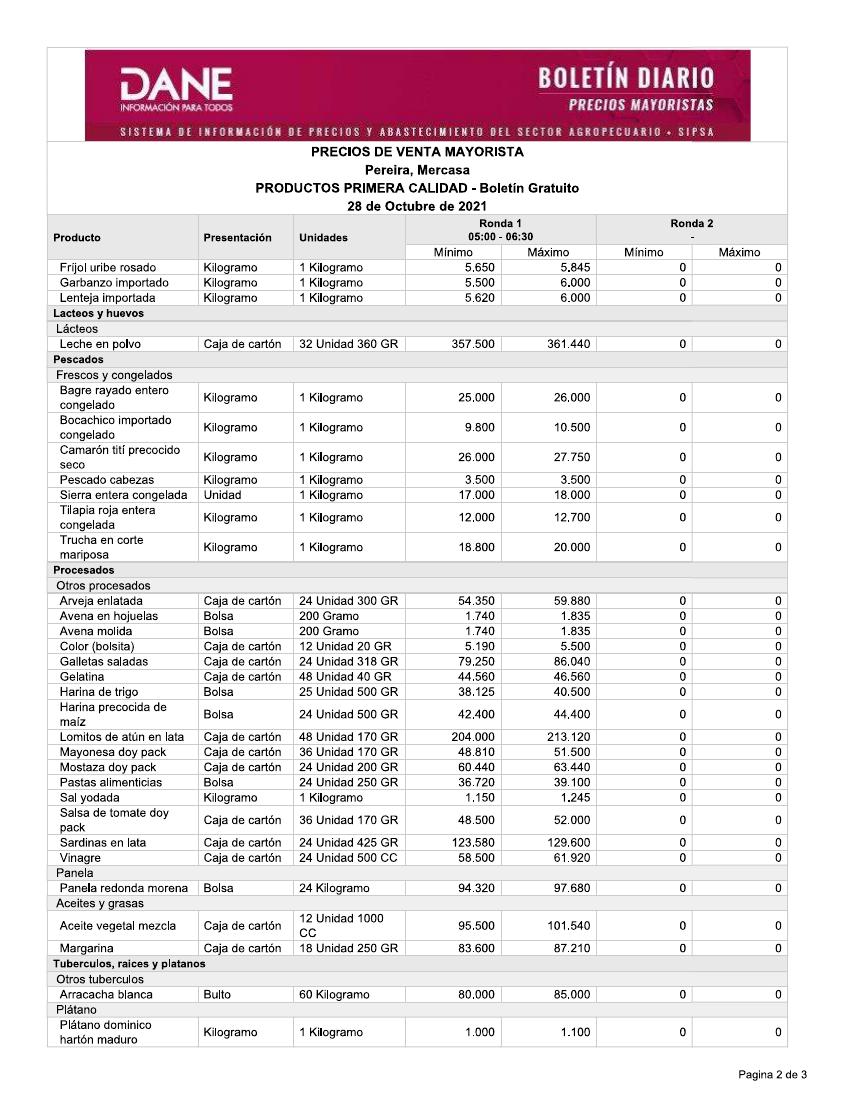 DANE
INFORMACIÓN PARA TODOS
BOLETÍN DIARIO
PRECIOS MAYORISTAS
SISTEMA DE INFORMACIÓN DE PRECIOS Y ABASTECIMIENTO DEL SECTOR AGROPECUARIO • SIPSA
PRECIOS DE VENTA MAYORISTA
Pereira, Mercasa
PRODUCTOS PRIMERA CALIDAD - Boletín Gratuito
28 de Octubre de 2021
Producto Presentación Unidades Ronda 1 Ronda 2
05:00 - 06:30 -
Mínimo Máximo Mínimo Máximo
Fríjol uribe rosado Kilogramo 1 Kilogramo 5.650 5.845 0 0
Garbanzo importado Kilogramo 1 Kilogramo 5.500 6.000 0 0
Lenteja importada Kilogramo 1 Kilogramo 5.620 6.000 0 0
Lacteos y huevos
Lácteos
Leche en polvo Caja de cartón 32 Unidad 360 GR 357.500 361.440 0 0
Pescados
Frescos y congelados
Bagre rayado entero
congelado Kilogramo 1 Kilogramo 25.000 26.000 0 0
Bocachico importado
congelado Kilogramo 1 Kilogramo 9.800 10.500 0 0
Camarón tití precocido
seco Kilogramo 1 Kilogramo 26.000 27.750 0 0
Pescado cabezas Kilogramo 1 Kilogramo 3.500 3.500 0 0
Sierra entera congelada Unidad 1 Kilogramo 17.000 18.000 0 0
Tilapia roja entera
congelada Kilogramo 1 Kilogramo 12.000 12.700 0 0
Trucha en corte
mariposa Kilogramo 1 Kilogramo 18.800 20.000 0 0
Procesados
Otros procesados
Arveja enlatada Caja de cartón 24 Unidad 300 GR 54.350 59.880 0 0
Avena en hojuelas Bolsa 200 Gramo 1.740 1.835 0 0
Avena molida Bolsa 200 Gramo 1.740 1.835 0 0
Color (bolsita) Caja de cartón 12 Unidad 20 GR 5.190 5.500 0 0
Galletas saladas Caja de cartón 24 Unidad 318 GR 79.250 86.040 0 0
Gelatina Caja de cartón 48 Unidad 40 GR 44.560 46.560 0 0
Harina de trigo Bolsa 25 Unidad 500 GR 38.125 40.500 0 0
Harina precocida de
maíz Bolsa 24 Unidad 500 GR 42.400 44.400 0 0
Lomitos de atún en lata Caja de cartón 48 Unidad 170 GR 204.000 213.120 0 0
Mayonesa doy pack Caja de cartón 36 Unidad 170 GR 48.810 51.500 0 0
Mostaza doy pack Caja de cartón 24 Unidad 200 GR 60.440 63.440 0 0
Pastas alimenticias Bolsa 24 Unidad 250 GR 36.720 39.100 0 0
Sal yodada Kilogramo 1 Kilogramo 1.150 1.245 0 0
Salsa de tomate doy
pack Caja de cartón 36 Unidad 170 GR 48.500 52.000 0 0
Sardinas en lata Caja de cartón 24 Unidad 425 GR 123.580 129.600 0 0
Vinagre Caja de cartón 24 Unidad 500 CC 58.500 61.920 0 0
Panela
Panela redonda morena Bolsa 24 Kilogramo 94.320 97.680 0 0
Aceites y grasas
Aceite vegetal mezcla Caja de cartón 12 Unidad 1000
CC 95.500 101.540 0 0
Margarina Caja de cartón 18 Unidad 250 GR 83.600 87.210 0 0
Tuberculos, raices y platanos
Otros tuberculos
Arracacha blanca Bulto 60 Kilogramo 80.000 85.000 0 0
Plátano
Plátano dominico
hartón maduro Kilogramo 1 Kilogramo 1.000 1.100 0 0
Pagina 2 de 3